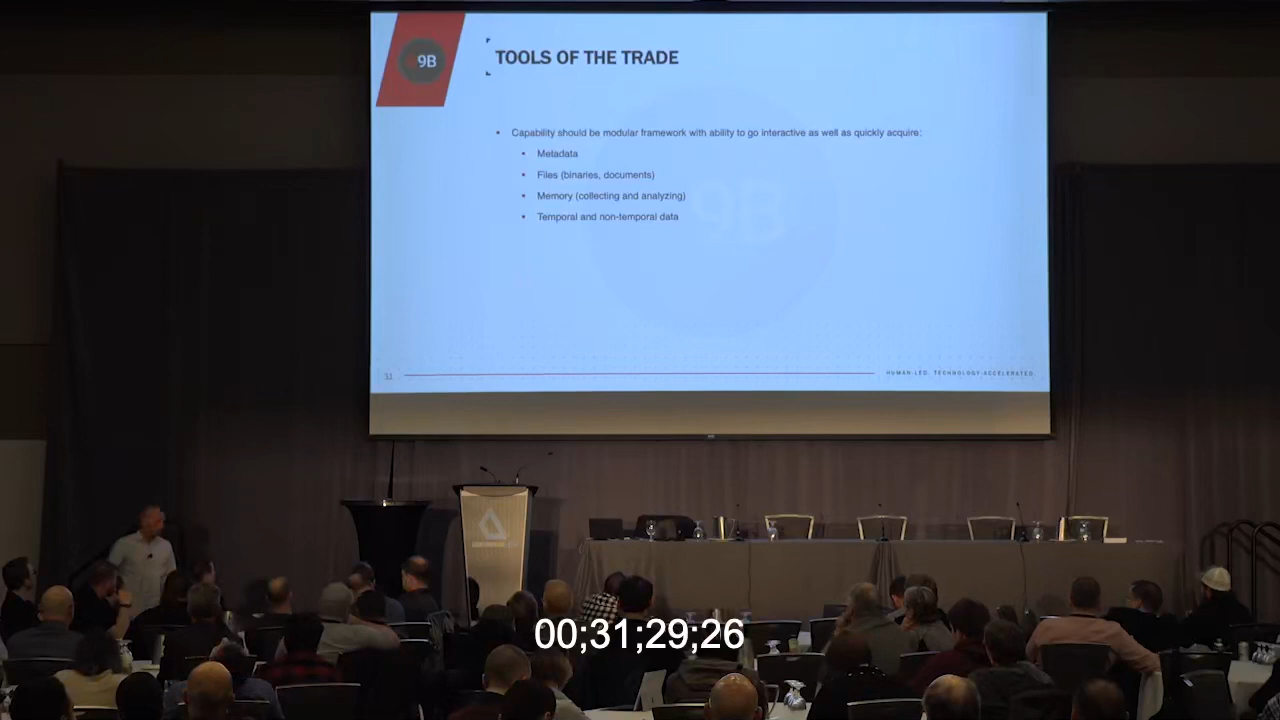 9B
TOOLS OF THE TRADE
• Capability should be modular framework with ability to go interactive as well as quickly acquire:
• Metadata
• Files (binaries, documents)
• Memory (collecting and analyzing)
• Temporal and non-temporal data
9B
11
HUMAN-LED. TECHNOLOGY-ACCELERATED.
00;31;29;26